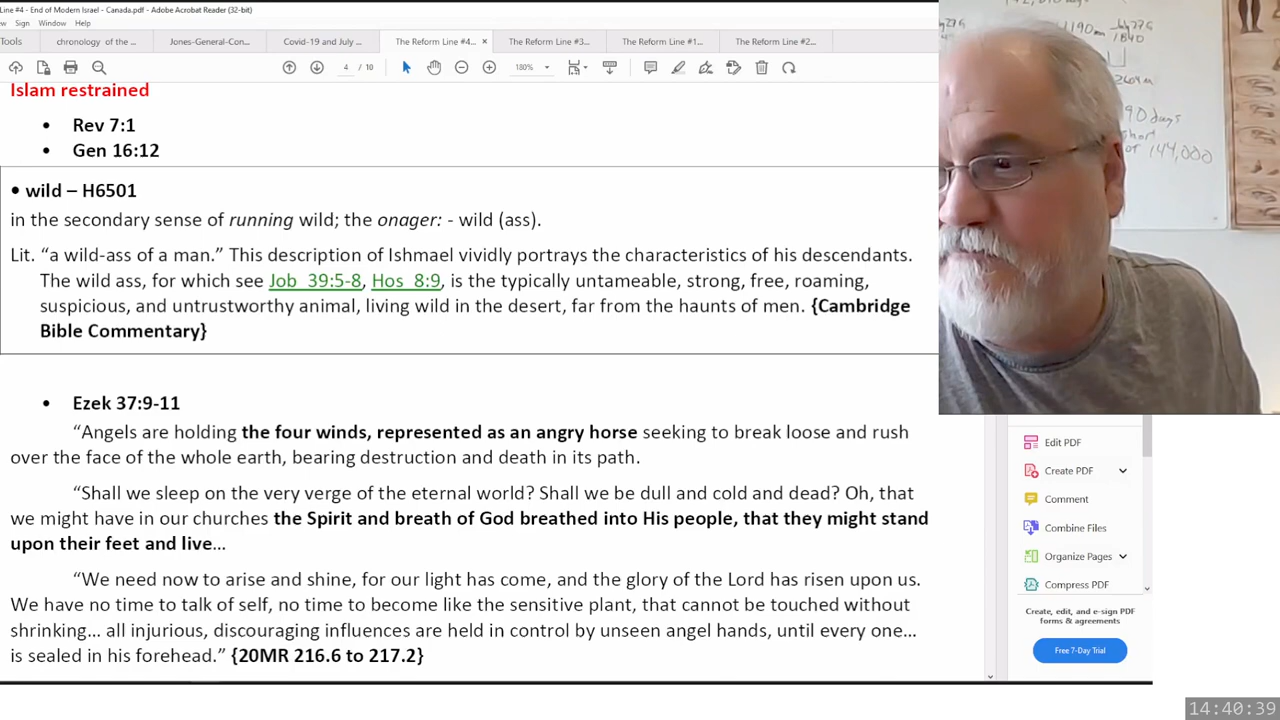 Line #4 - End of Modern Israel - Canada.pdf - Adobe Acrobat Reader (32-bit)
Sign Window Help
Tools chronology of the ... Jones-General-Con... Covid-19 and July ... The Reform Line #4... × The Reform Line #3... The Reform Line #1... The Reform Line #2...
4 / 10 180%
Islam restrained
• Rev 7:1
• Gen 16:12
• wild – H6501
in the secondary sense of running wild; the onager: - wild (ass).
Lit. “a wild-ass of a man.” This description of Ishmael vividly portrays the characteristics of his descendants.
The wild ass, for which see Job 39:5-8, Hos 8:9, is the typically untameable, strong, free, roaming,
suspicious, and untrustworthy animal, living wild in the desert, far from the haunts of men. {Cambridge
Bible Commentary}
• Ezek 37:9-11
“Angels are holding the four winds, represented as an angry horse seeking to break loose and rush
over the face of the whole earth, bearing destruction and death in its path.
“Shall we sleep on the very verge of the eternal world? Shall we be dull and cold and dead? Oh, that
we might have in our churches the Spirit and breath of God breathed into His people, that they might stand
upon their feet and live…
“We need now to arise and shine, for our light has come, and the glory of the Lord has risen upon us.
We have no time to talk of self, no time to become like the sensitive plant, that cannot be touched without
shrinking… all injurious, discouraging influences are held in control by unseen angel hands, until every one…
is sealed in his forehead.” {20MR 216.6 to 217.2}
1840
days
of 144,000
Edit PDF
Create PDF
Comment
Combine Files
Organize Pages
Compress PDF
Create, edit, and e-sign PDF
forms & agreements
Free 7-Day Trial
14:40:39